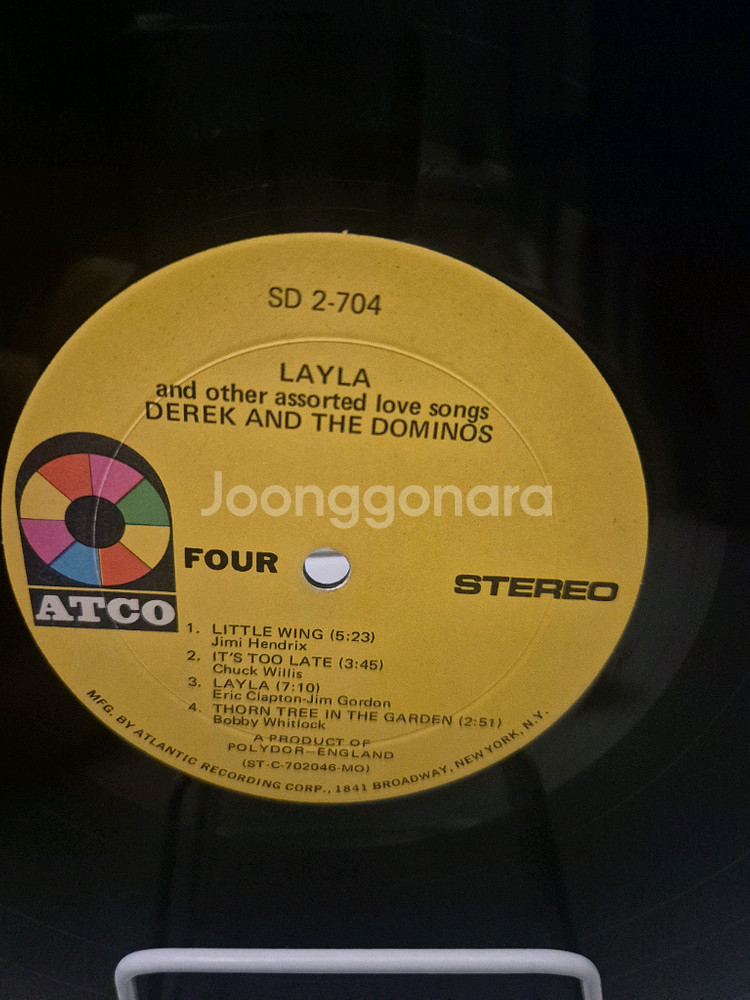 SD 2-704
LAYLA
and other assorted love songs
DEREK AND THE DOMINOS
Joonggonara
FOUR
STEREO
ATCO
1. LITTLE WING (5:23)
Jimi Hendrix
2. IT'S TOO LATE (3:45)
Chuck Willis
3. LAYLA (7:10)
Eric Clapton-Jim Gordon
4. THORN TREE IN THE GARDEN (2:51)
Bobby Whitlock
A PRODUCT OF
POLYDOR—ENGLAND
(ST-C-702046-MO)
MFG. BY ATLANTIC RECORDING CORP., 1841 BROADWAY, NEW YORK, N.Y.